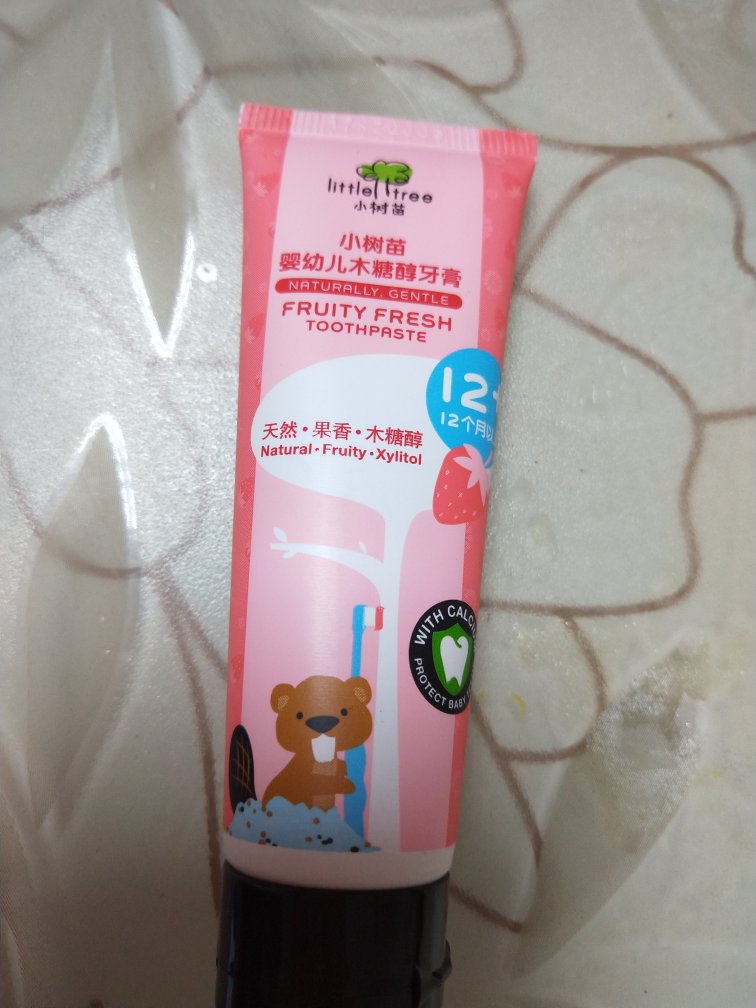 little tree
小树苗
小树苗
婴幼儿木糖醇牙膏
NATURALLY, GENTLE
FRUITY FRESH
TOOTHPASTE
12+
12个月以
天然·果香·木糖醇
Natural·Fruity·Xylitol
WITH
PROTECT BABY